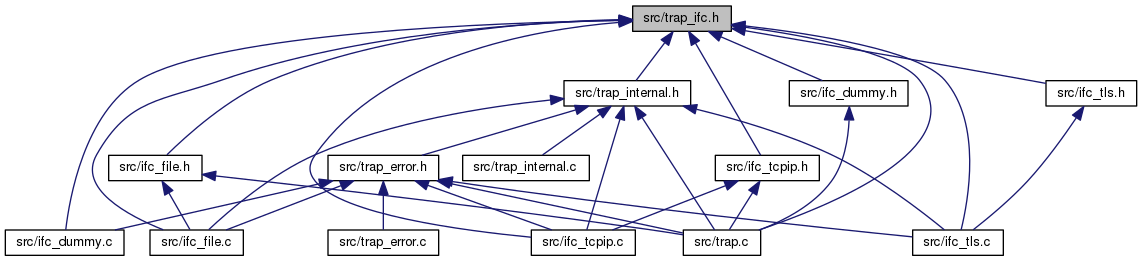 src/trap_ifc.h
src/trap_internal.h
src/ifc_dummy.h
src/ifc_tls.h
src/ifc_file.h
src/trap_error.h
src/trap_internal.c
src/ifc_tcpip.h
src/ifc_dummy.c
src/ifc_file.c
src/trap_error.c
src/ifc_tcpip.c
src/trap.c
src/ifc_tls.c